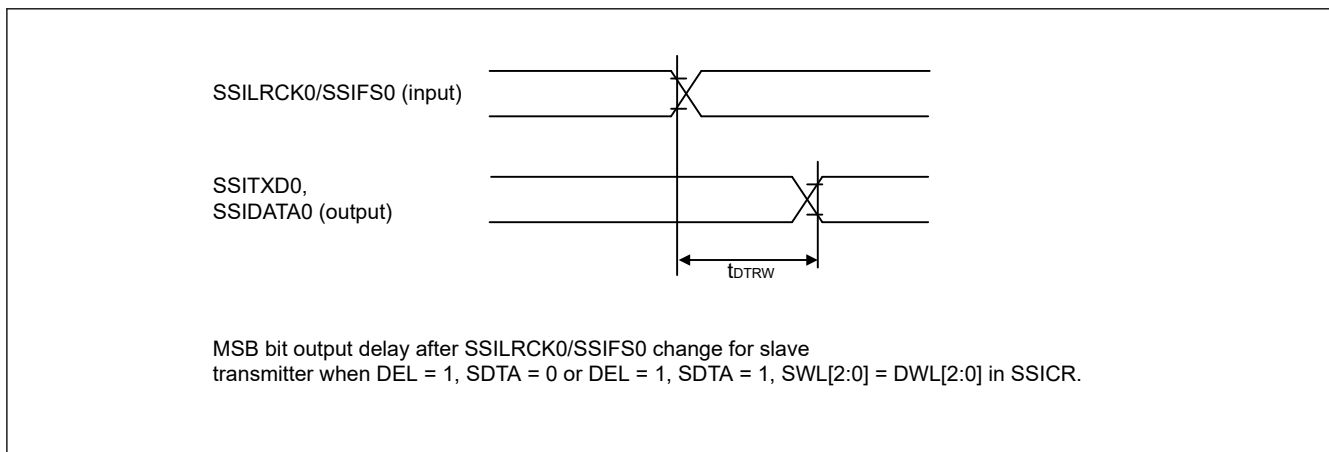 SSILRCK0/SSIFS0 (input)
SSITXD0,
SSIDATA0 (output)
tDTRW
MSB bit output delay after SSILRCK0/SSIFS0 change for slave
transmitter when DEL = 1, SDTA = 0 or DEL = 1, SDTA = 1, SWL[2:0] = DWL[2:0] in SSICR.